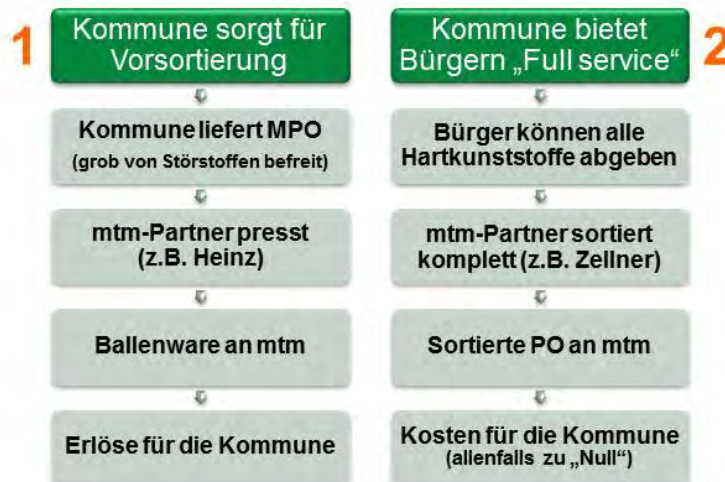 1
Kommune sorgt für
Vorsortierung
Kommune liefert MPO
(grob von Störstoffen befreit)
mtm-Partner presst
(z.B. Heinz)
Ballenware an mtm
Erlöse für die Kommune
2
Kommune bietet
Bürgern „Full service“
Bürger können alle
Hartkunststoffe abgeben
mtm-Partner sortiert
komplett (z.B. Zellner)
Sortierte PO an mtm
Kosten für die Kommune
(allenfalls zu „Null“)